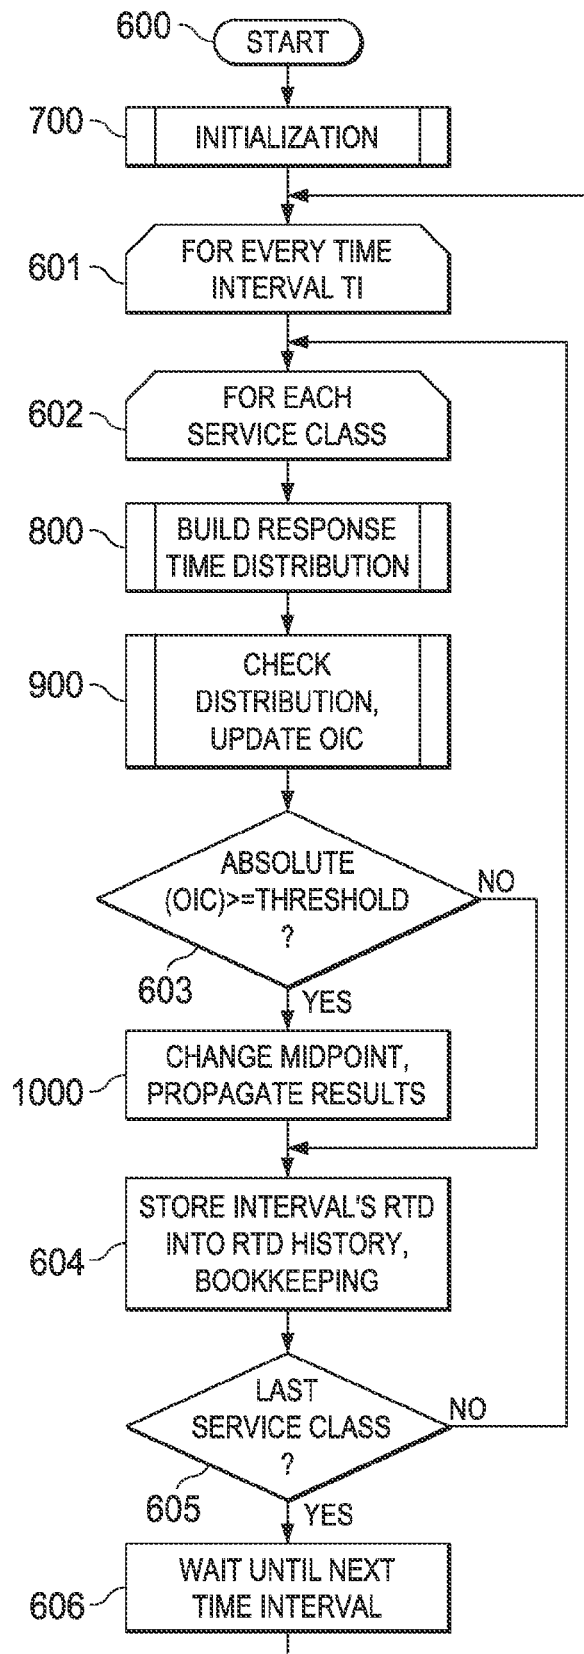 600
START
700
INITIALIZATION
601
FOR EVERY TIME
INTERVAL TI
602
FOR EACH
SERVICE CLASS
800
BUILD RESPONSE
TIME DISTRIBUTION
900
CHECK
DISTRIBUTION,
UPDATE OIC
ABSOLUTE
(OIC)>=THRESHOLD
?
NO
603
YES
1000
CHANGE MIDPOINT,
PROPAGATE RESULTS
604
STORE INTERVAL'S RTD
INTO RTD HISTORY,
BOOKKEEPING
LAST
SERVICE CLASS
?
NO
605
YES
606
WAIT UNTIL NEXT
TIME INTERVAL